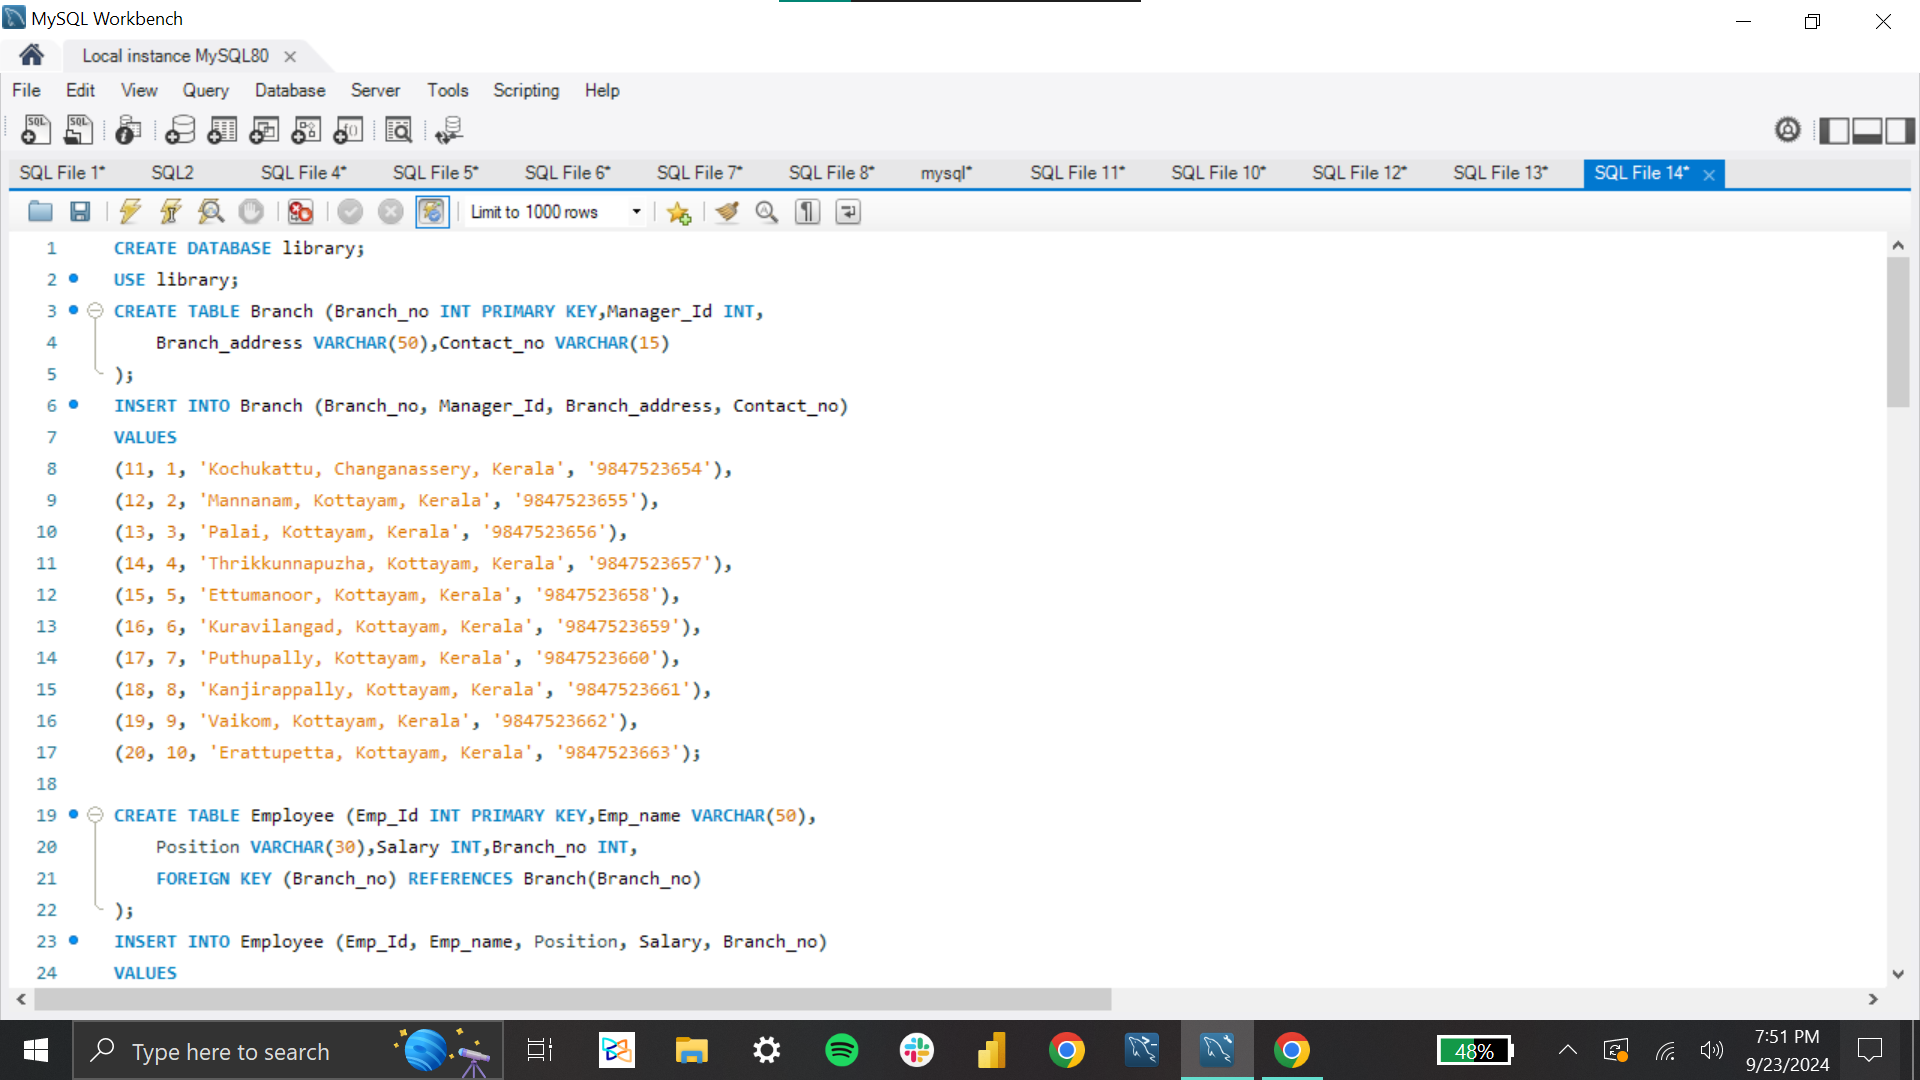 MySQL Workbench
Local instance MySQL80
File Edit View Query Database Server Tools Scripting Help
SQL File 1* SQL2 SQL File 4* SQL File 5* SQL File 6* SQL File 7* SQL File 8* mysql* SQL File 11* SQL File 10* SQL File 12* SQL File 13* SQL File 14*
Limit to 1000 rows
1 CREATE DATABASE library;
2 USE library;
3 CREATE TABLE Branch (Branch_no INT PRIMARY KEY,Manager_Id INT,
4 Branch_address VARCHAR(50),Contact_no VARCHAR(15)
5 );
6 INSERT INTO Branch (Branch_no, Manager_Id, Branch_address, Contact_no)
7 VALUES
8 (11, 1, 'Kochukattu, Changanassery, Kerala', '9847523654'),
9 (12, 2, 'Mannanam, Kottayam, Kerala', '9847523655'),
10 (13, 3, 'Palai, Kottayam, Kerala', '9847523656'),
11 (14, 4, 'Thrikkunnapuzha, Kottayam, Kerala', '9847523657'),
12 (15, 5, 'Ettumanoor, Kottayam, Kerala', '9847523658'),
13 (16, 6, 'Kuravilangad, Kottayam, Kerala', '9847523659'),
14 (17, 7, 'Puthupally, Kottayam, Kerala', '9847523660'),
15 (18, 8, 'Kanjirappally, Kottayam, Kerala', '9847523661'),
16 (19, 9, 'Vaikom, Kottayam, Kerala', '9847523662'),
17 (20, 10, 'Erattupetta, Kottayam, Kerala', '9847523663');
18
19 CREATE TABLE Employee (Emp_Id INT PRIMARY KEY,Emp_name VARCHAR(50),
20 Position VARCHAR(30),Salary INT,Branch_no INT,
21 FOREIGN KEY (Branch_no) REFERENCES Branch(Branch_no)
22 );
23 INSERT INTO Employee (Emp_Id, Emp_name, Position, Salary, Branch_no)
24 VALUES
Type here to search
48%
7:51 PM
9/23/2024